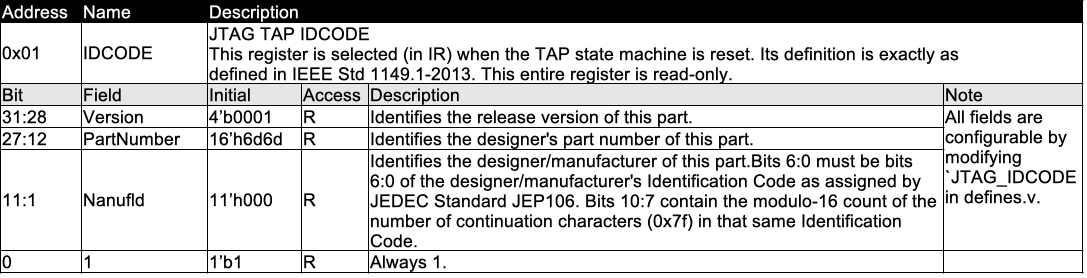 Address Name Description
0x01 IDCODE JTAG TAP IDCODE
This register is selected (in IR) when the TAP state machine is reset. Its definition is exactly as
defined in IEEE Std 1149.1-2013. This entire register is read-only.
Bit Field Initial Access Description Note
31:28 Version 4'b0001 R Identifies the release version of this part.
27:12 PartNumber 16'h6d6d R Identifies the designer's part number of this part.
11:1 Nanufld 11'h000 R Identifies the designer/manufacturer of this part.Bits 6:0 must be bits
6:0 of the designer/manufacturer's Identification Code as assigned by
JEDEC Standard JEP106. Bits 10:7 contain the modulo-16 count of the
number of continuation characters (0x7f) in that same Identification
Code.
0 1 1'b1 R Always 1.
All fields are
configurable by
modifying
`JTAG_IDCODE
in defines.v.